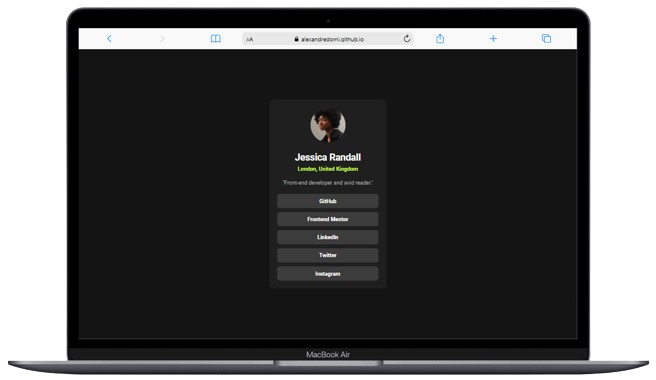 AA alexandredomi.github.io
Jessica Randall
London, United Kingdom
"Front-end developer and avid reader."
GitHub
Frontend Mentor
LinkedIn
Twitter
Instagram
MacBook Air